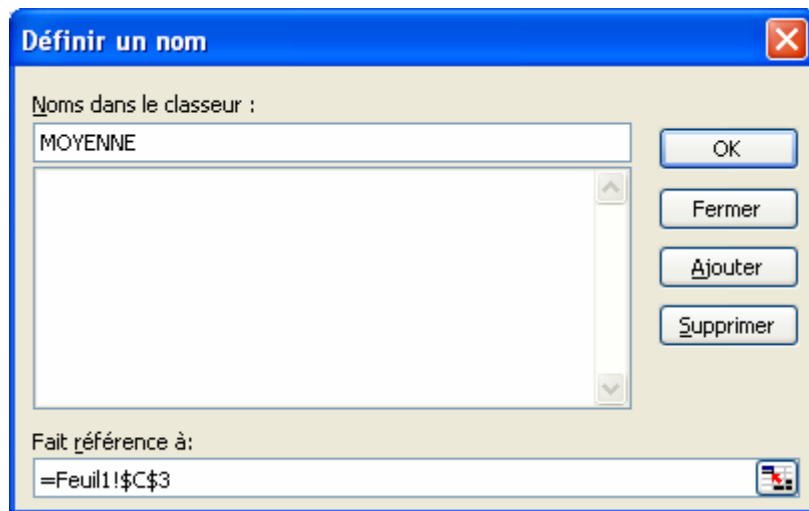 Définir un nom
Noms dans le classeur :
MOYENNE
OK
Fermer
Ajouter
Supprimer
Fait référence à:
=Feuil1!$C$3